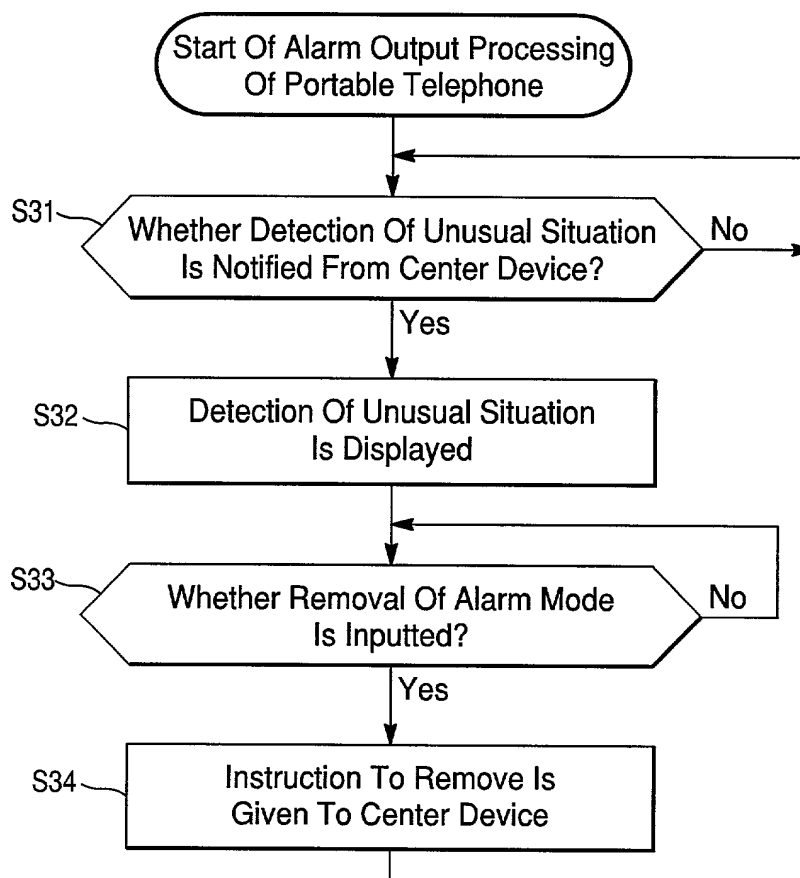 Start Of Alarm Output Processing
Of Portable Telephone
S31
Whether Detection Of Unusual Situation
Is Notified From Center Device?
No
Yes
S32
Detection Of Unusual Situation
Is Displayed
S33
Whether Removal Of Alarm Mode
Is Inputted?
No
Yes
S34
Instruction To Remove Is
Given To Center Device